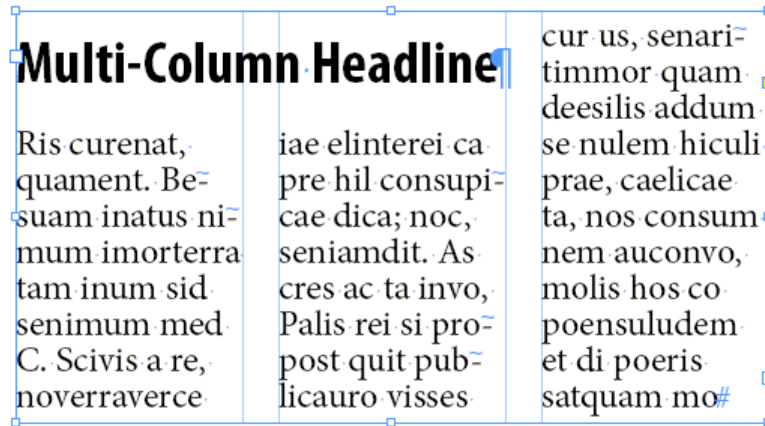 Multi-Column Headline
Ris curenat,
quament. Be-
suam inatus ni-
mum imorterra
tam inum sid
senimum med
C. Scivis a re,
noverraverce
iae elinterei ca
pre hil consupi-
cae dica; noc,
seniamdit. As
cres ac ta invo,
Palis rei si pro-
post quit pub-
licauro visses
cur us, senari-
timmor quam
deesilis addum
se nulem hiculi
prae, caelicae
ta, nos consum
nem auconvo,
molis hos co
poensuludem
et di poeris
satquam mo